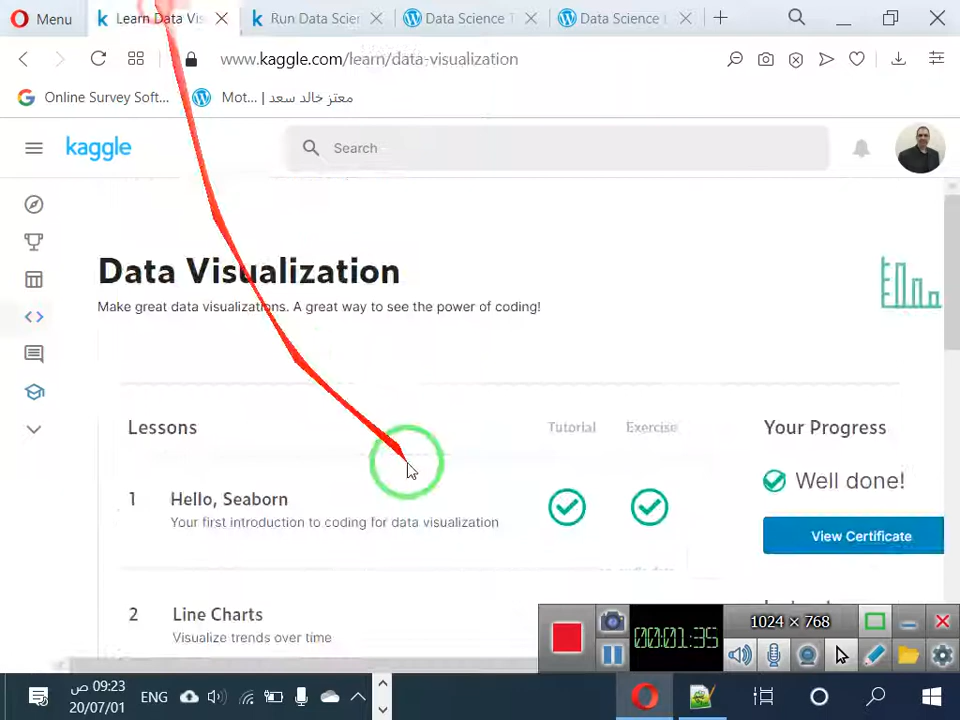 Menu
Learn Data Vis
Run Data Scien
Data Science T
Data Science
www.kaggle.com/learn/data-visualization
Online Survey Soft...
Mot... | معتز خالد سعد
kaggle
Search
Data Visualization
Make great data visualizations. A great way to see the power of coding!
Lessons
Tutorial
Exercise
Your Progress
1
Hello, Seaborn
Your first introduction to coding for data visualization
Well done!
View Certificate
2
Line Charts
Visualize trends over time
1024 × 768
00:01:35
09:23 ص
20/07/01
ENG